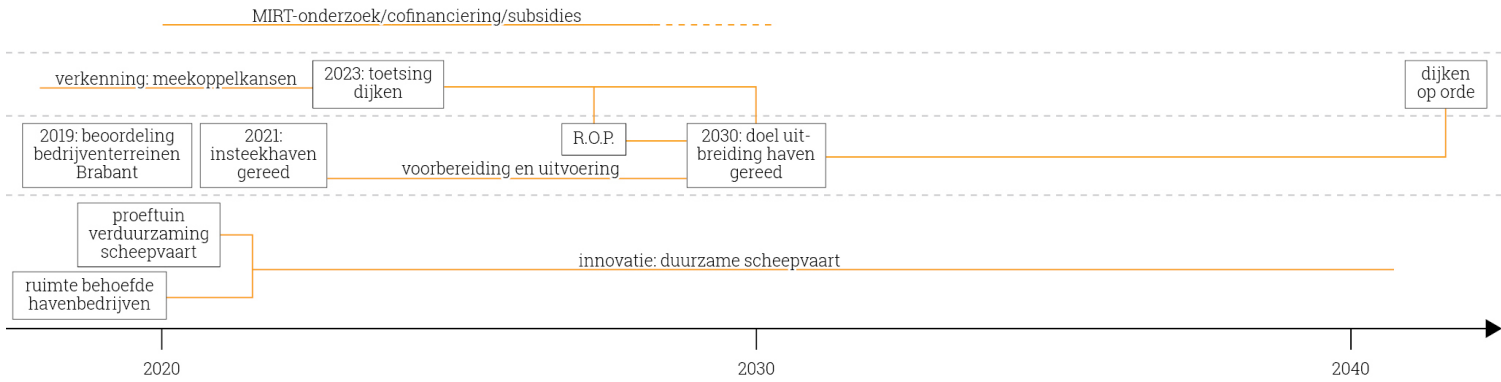 MIRT-onderzoek/cofinanciering/subsidies
verkenning: meekoppelkansen
2023: toetsing
dijken
dijken
op orde
2019: beoordeling
bedrijventerreinen
Brabant
2021:
insteekhaven
gereed
voorbereiding en uitvoering
R.O.P.
2030: doel uit-
breiding haven
gereed
proeftuin
verduurzaming
scheepvaart
ruimte behoefde
havenbedrijven
innovatie: duurzame scheepvaart
2020
2030
2040